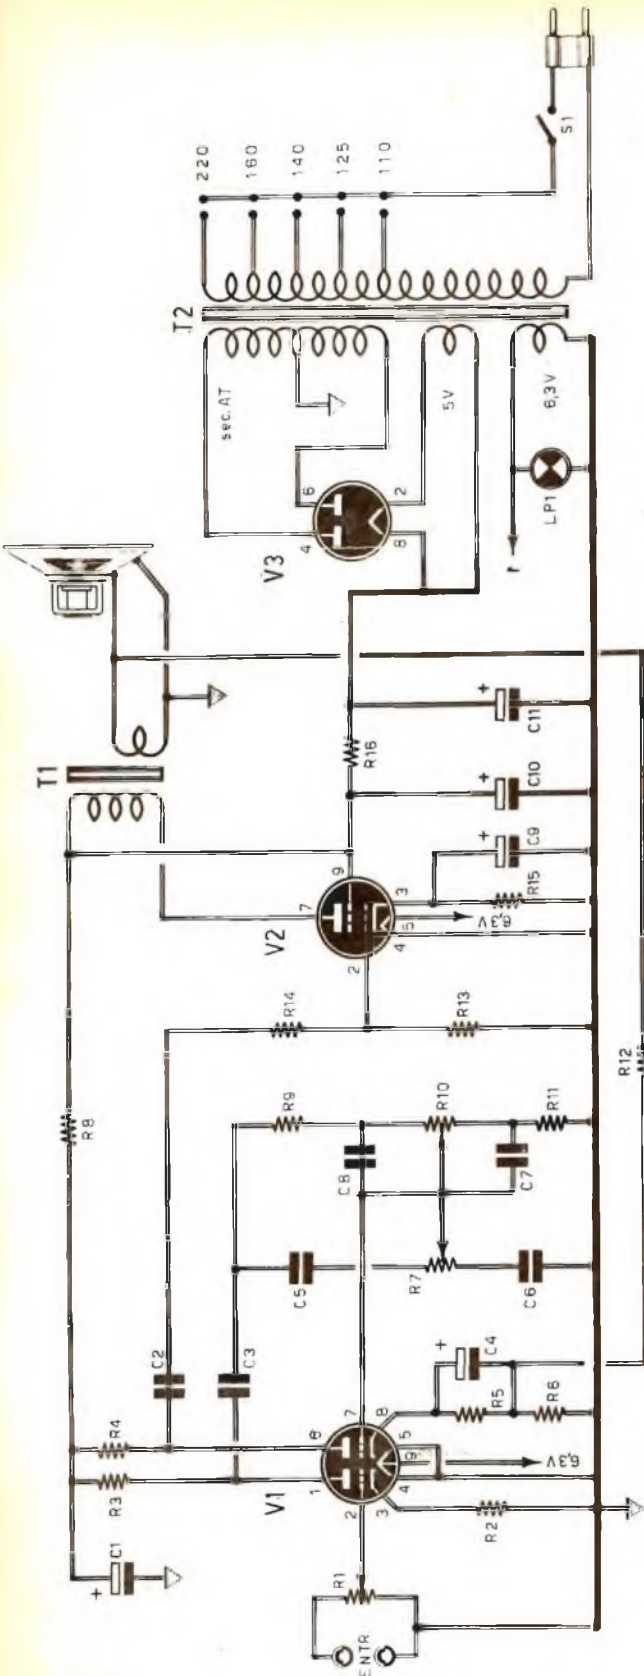 C1
+
R3
R4
R8
C2
C3
V1
1
6
2
7
3
4
9
5
8
6,3V
ENTR
R1
R2
R5
R6
C4
+
C5
R7
C6
R9
C8
R10
C7
R11
R12
R14
R13
V2
7
9
2
4
5
3
6,3V
R15
C9
+
C10
+
R16
C11
+
T1
V3
4
6
8
2
sec. AT
5V
6,3V
LP1
T2
220
160
140
125
110
S1